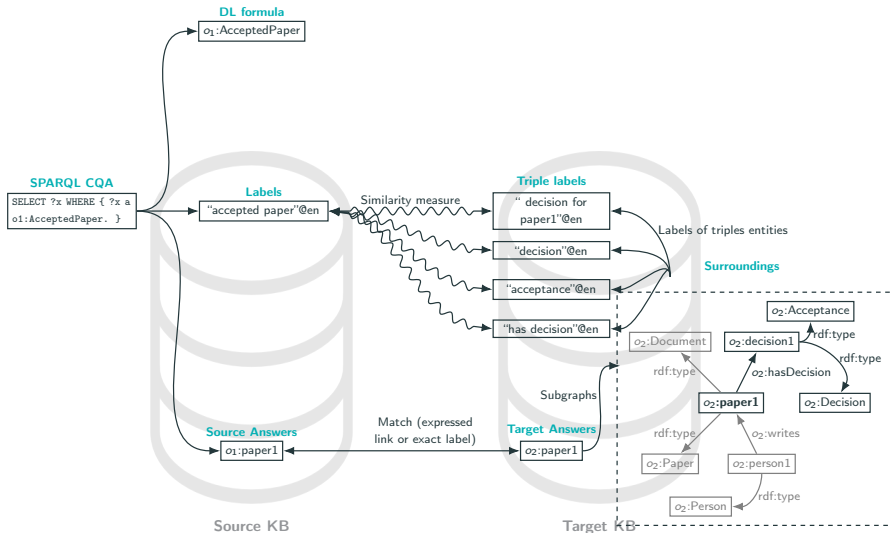 DL formula
o₁:AcceptedPaper
SPARQL CQA
SELECT ?x WHERE { ?x a
o1:AcceptedPaper. }
Labels
“accepted paper”@en
Similarity measure
Triple labels
“ decision for
paper1”@en
“decision”@en
“acceptance”@en
“has decision”@en
Labels of triples entities
Surroundings
o₂:Acceptance
rdf:type
o₂:Document
o₂:decision1
rdf:type
rdf:type
o₂:hasDecision
o₂:paper1
o₂:Decision
Subgraphs
Source Answers
o₁:paper1
Match (expressed
link or exact label)
Target Answers
o₂:paper1
rdf:type
o₂:writes
o₂:Paper
o₂:person1
rdf:type
o₂:Person
Source KB
Target KB